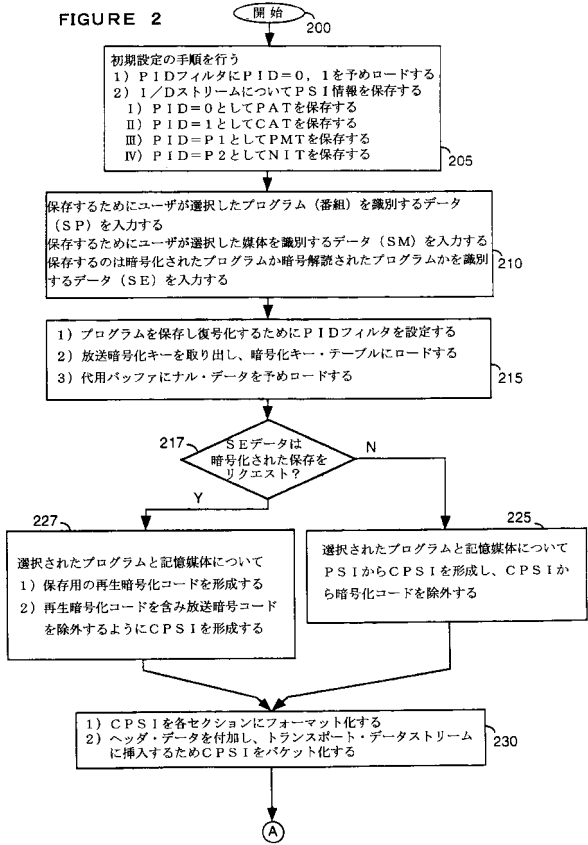 FIGURE 2
開始
200
初期設定の手順を行う
1) PIDフィルタにPID=0, 1を予めロードする
2) I/DストリームについてPSI情報を保存する
I) PID=0としてPATを保存する
II) PID=1としてCATを保存する
III) PID=P1としてPMTを保存する
IV) PID=P2としてNITを保存する
205
保存するためにユーザが選択したプログラム(番組)を識別するデータ
(SP)を入力する
保存するためにユーザが選択した媒体を識別するデータ(SM)を入力する
保存するのは暗号化されたプログラムか暗号解読されたプログラムかを識別
するデータ(SE)を入力する
210
1) プログラムを保存し復号化するためにPIDフィルタを設定する
2) 放送暗号化キーを取り出し、暗号化キー・テーブルにロードする
3) 代用バッファにナル・データを予めロードする
215
217
SEデータは
暗号化された保存を
リクエスト?
N
Y
227
選択されたプログラムと記憶媒体について
1) 保存用の再生暗号化コードを形成する
2) 再生暗号化コードを含み放送暗号コード
を除外するようにCPSIを形成する
225
選択されたプログラムと記憶媒体について
PSIからCPSIを形成し、CPSIか
ら暗号化コードを除外する
1) CPSIを各セクションにフォーマット化する
2) ヘッダ・データを付加し、トランスポート・データストリーム
に挿入するためCPSIをパケット化する
230
A